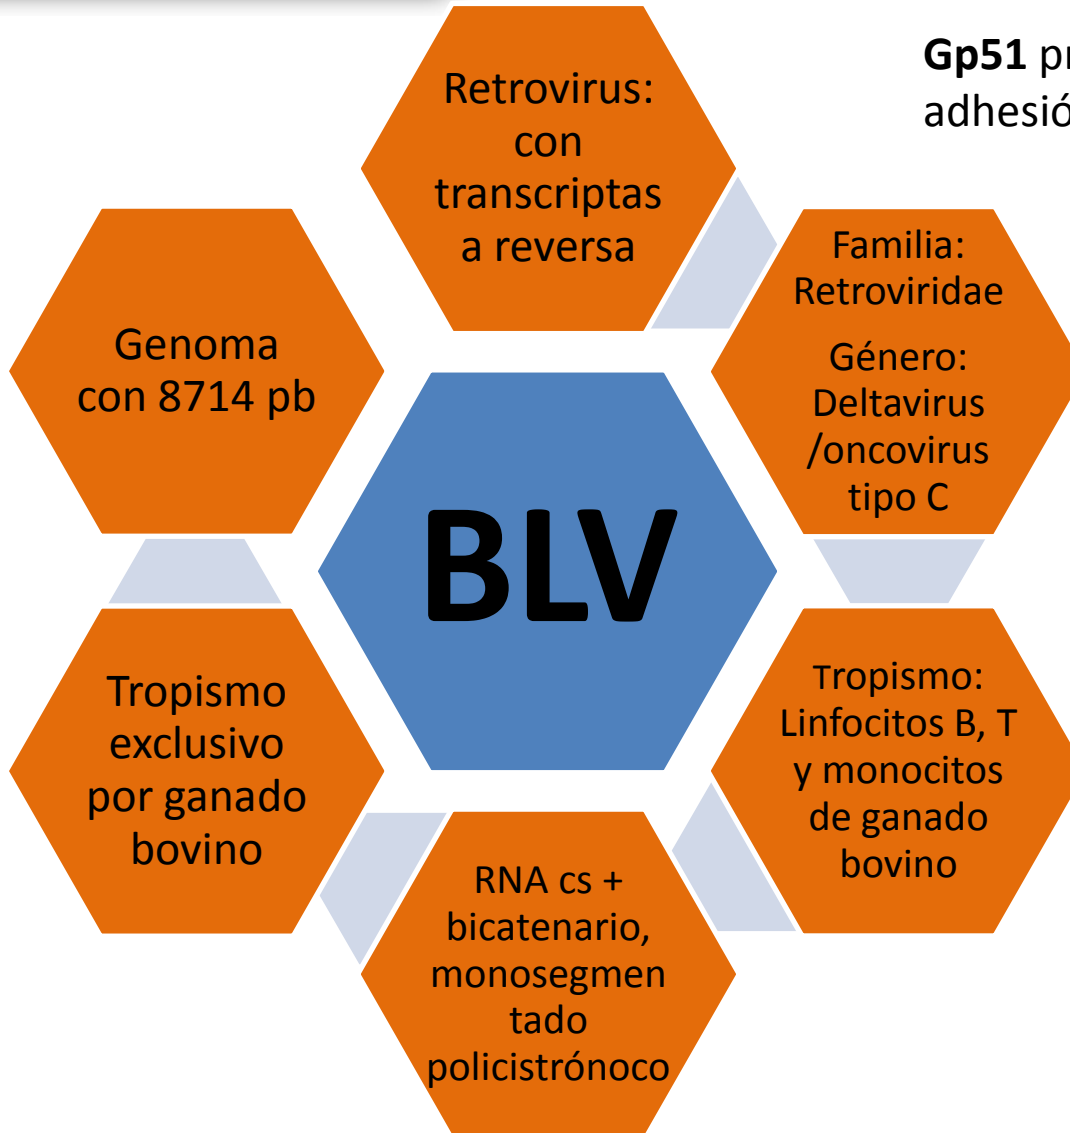 Gp51
adhesió
Retrovirus:
con
transcriptas
a reversa
Familia:
Retroviridae
Género:
Deltavirus
/oncovirus
tipo C
Genoma
con 8714 pb
BLV
Tropismo:
Linfocitos B, T
y monocitos
de ganado
bovino
Tropismo
exclusivo
por ganado
bovino
RNA cs +
bicatenario,
monosegmen
tado
policistrónoco